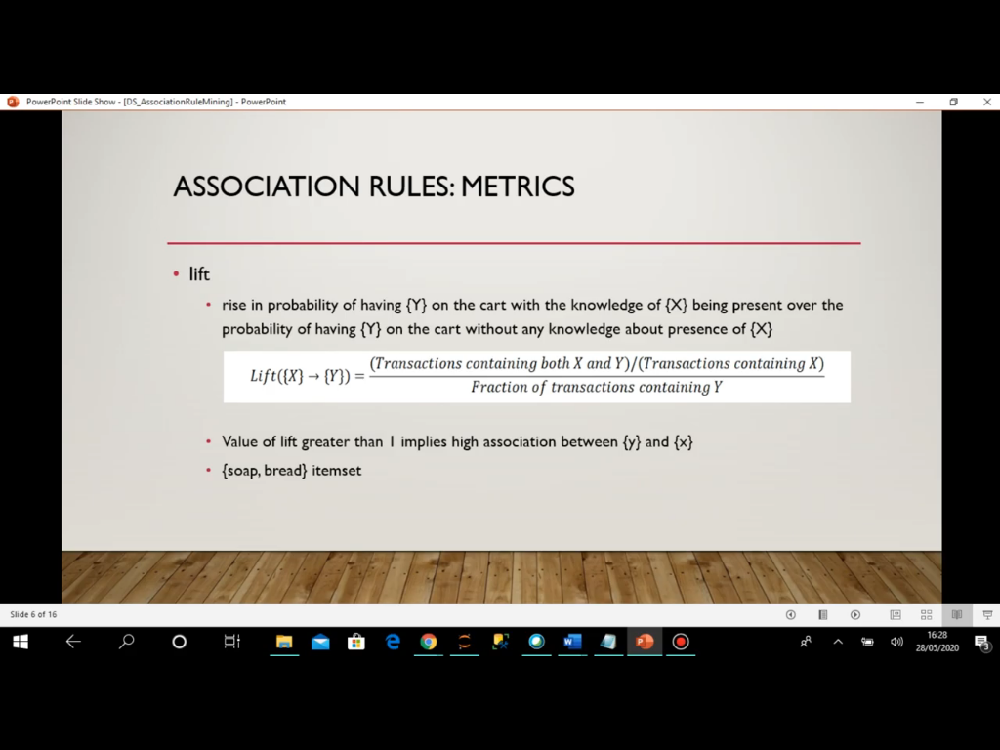 PowerPoint Slide Show - [DS_AssociationRuleMining] - PowerPoint
ASSOCIATION RULES: METRICS
• lift
• rise in probability of having {Y} on the cart with the knowledge of {X} being present over the
probability of having {Y} on the cart without any knowledge about presence of {X}
Lift({X} → {Y}) = (Transactions containing both X and Y)/(Transactions containing X)
Fraction of transactions containing Y
• Value of lift greater than 1 implies high association between {y} and {x}
• {soap, bread} itemset
Slide 6 of 16
16:28
28/05/2020
3